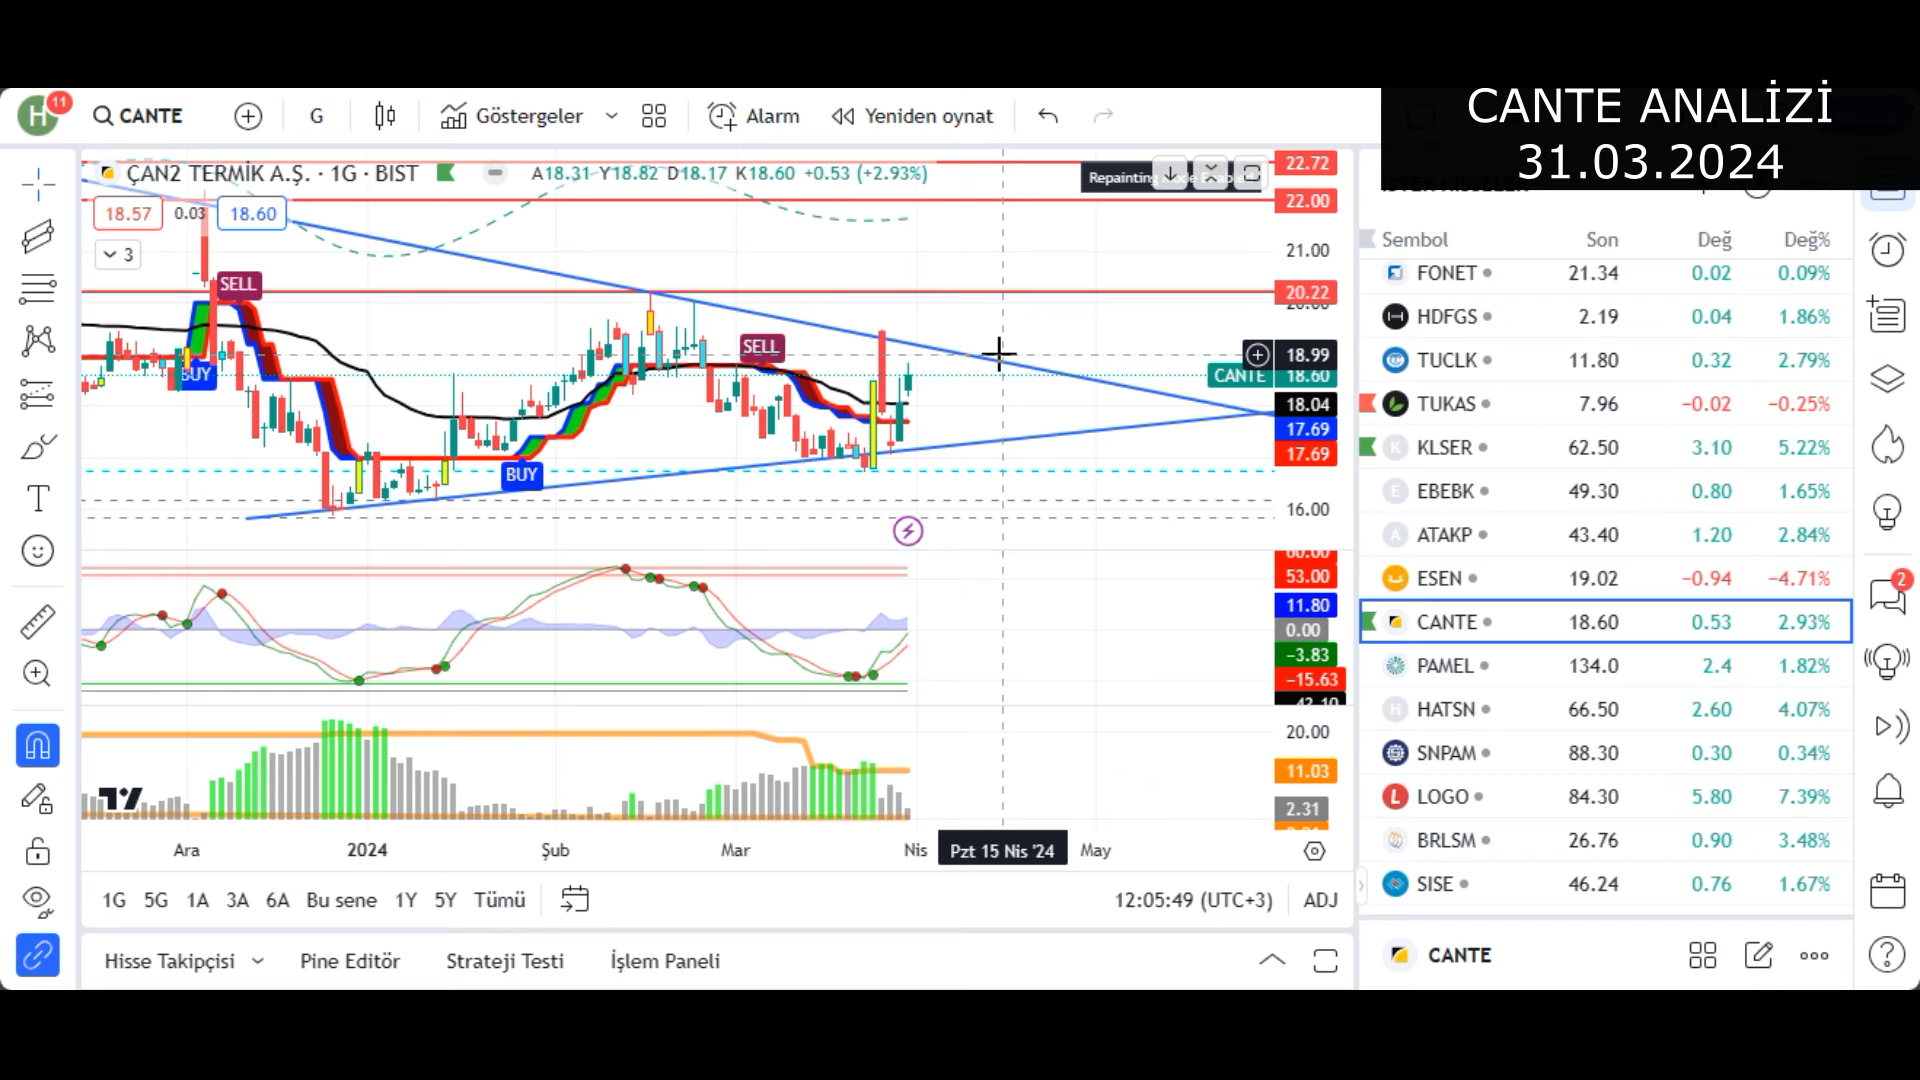 CANTE ANALİZİ
31.03.2024
H 11
CANTE
G
Göstergeler
Alarm
Yeniden oynat
ÇAN2 TERMİK A.Ş. · 1G · BIST
A18.31 Y18.82 D18.17 K18.60 +0.53 (+2.93%)
Repainting
18.57 0.03 18.60
3
SELL
BUY
BUY
SELL
22.72
22.00
21.00
20.22
18.99
CANTE 18.60
18.04
17.69
17.69
16.00
60.00
53.00
11.80
0.00
−3.83
−15.63
20.00
11.03
2.31
Ara 2024 Şub Mar Nis Pzt 15 Nis '24 May
1G 5G 1A 3A 6A Bu sene 1Y 5Y Tümü
12:05:49 (UTC+3) ADJ
Hisse Takipçisi Pine Editör Strateji Testi İşlem Paneli
Sembol Son Değ Değ%
FONET 21.34 0.02 0.09%
HDFGS 2.19 0.04 1.86%
TUCLK 11.80 0.32 2.79%
TUKAS 7.96 −0.02 −0.25%
K KLSER 62.50 3.10 5.22%
E EBEBK 49.30 0.80 1.65%
A ATAKP 43.40 1.20 2.84%
ESEN 19.02 −0.94 −4.71%
CANTE 18.60 0.53 2.93%
PAMEL 134.0 2.4 1.82%
H HATSN 66.50 2.60 4.07%
SNPAM 88.30 0.30 0.34%
L LOGO 84.30 5.80 7.39%
BRLSM 26.76 0.90 3.48%
SISE 46.24 0.76 1.67%
CANTE
2